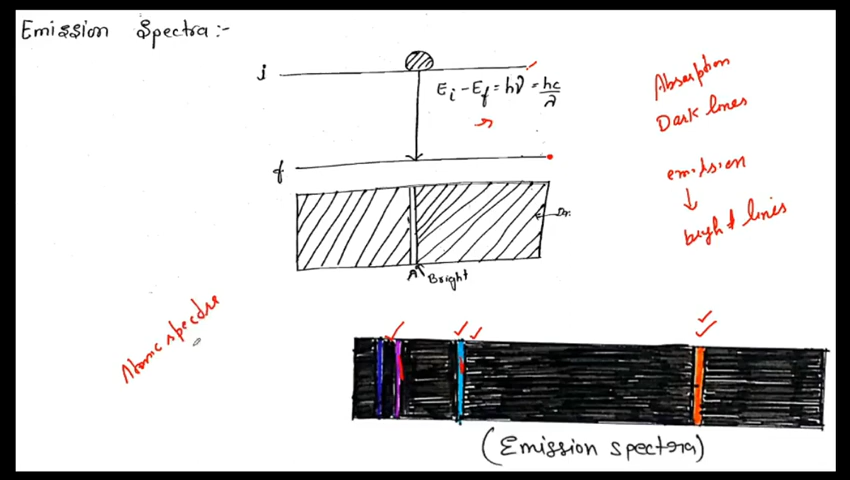 Emission Spectra:-
i
Ei - Ef = hν = hc/λ
f
A
Bright
Absorption
Dark lines
emission
↓
bright lines
Atomic spectra
(Emission spectra)